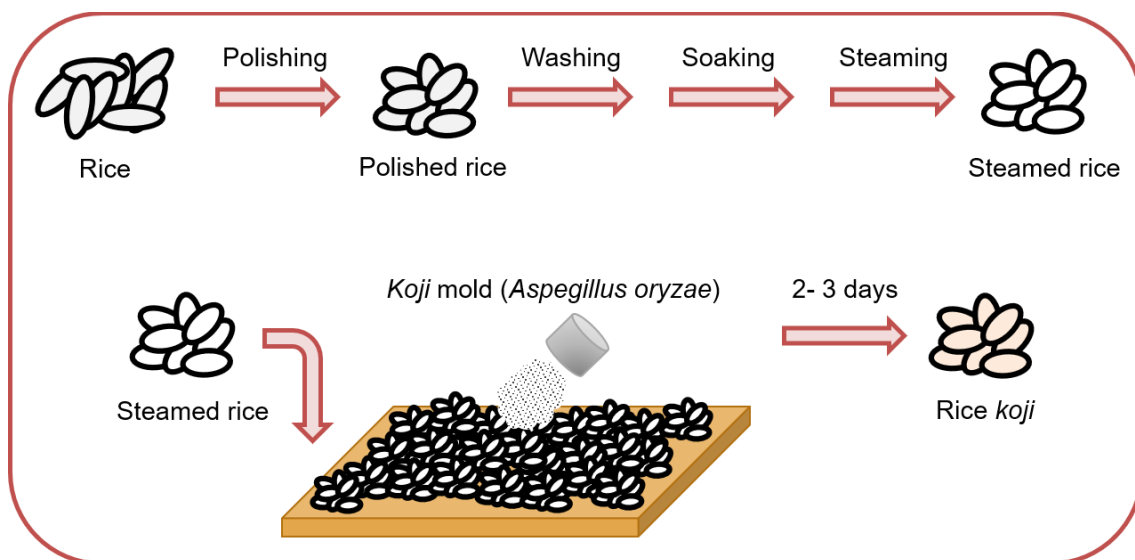 Polishing
Washing
Soaking
Steaming
Rice
Polished rice
Steamed rice
Koji mold (Aspegillus oryzae)
2- 3 days
Steamed rice
Rice koji